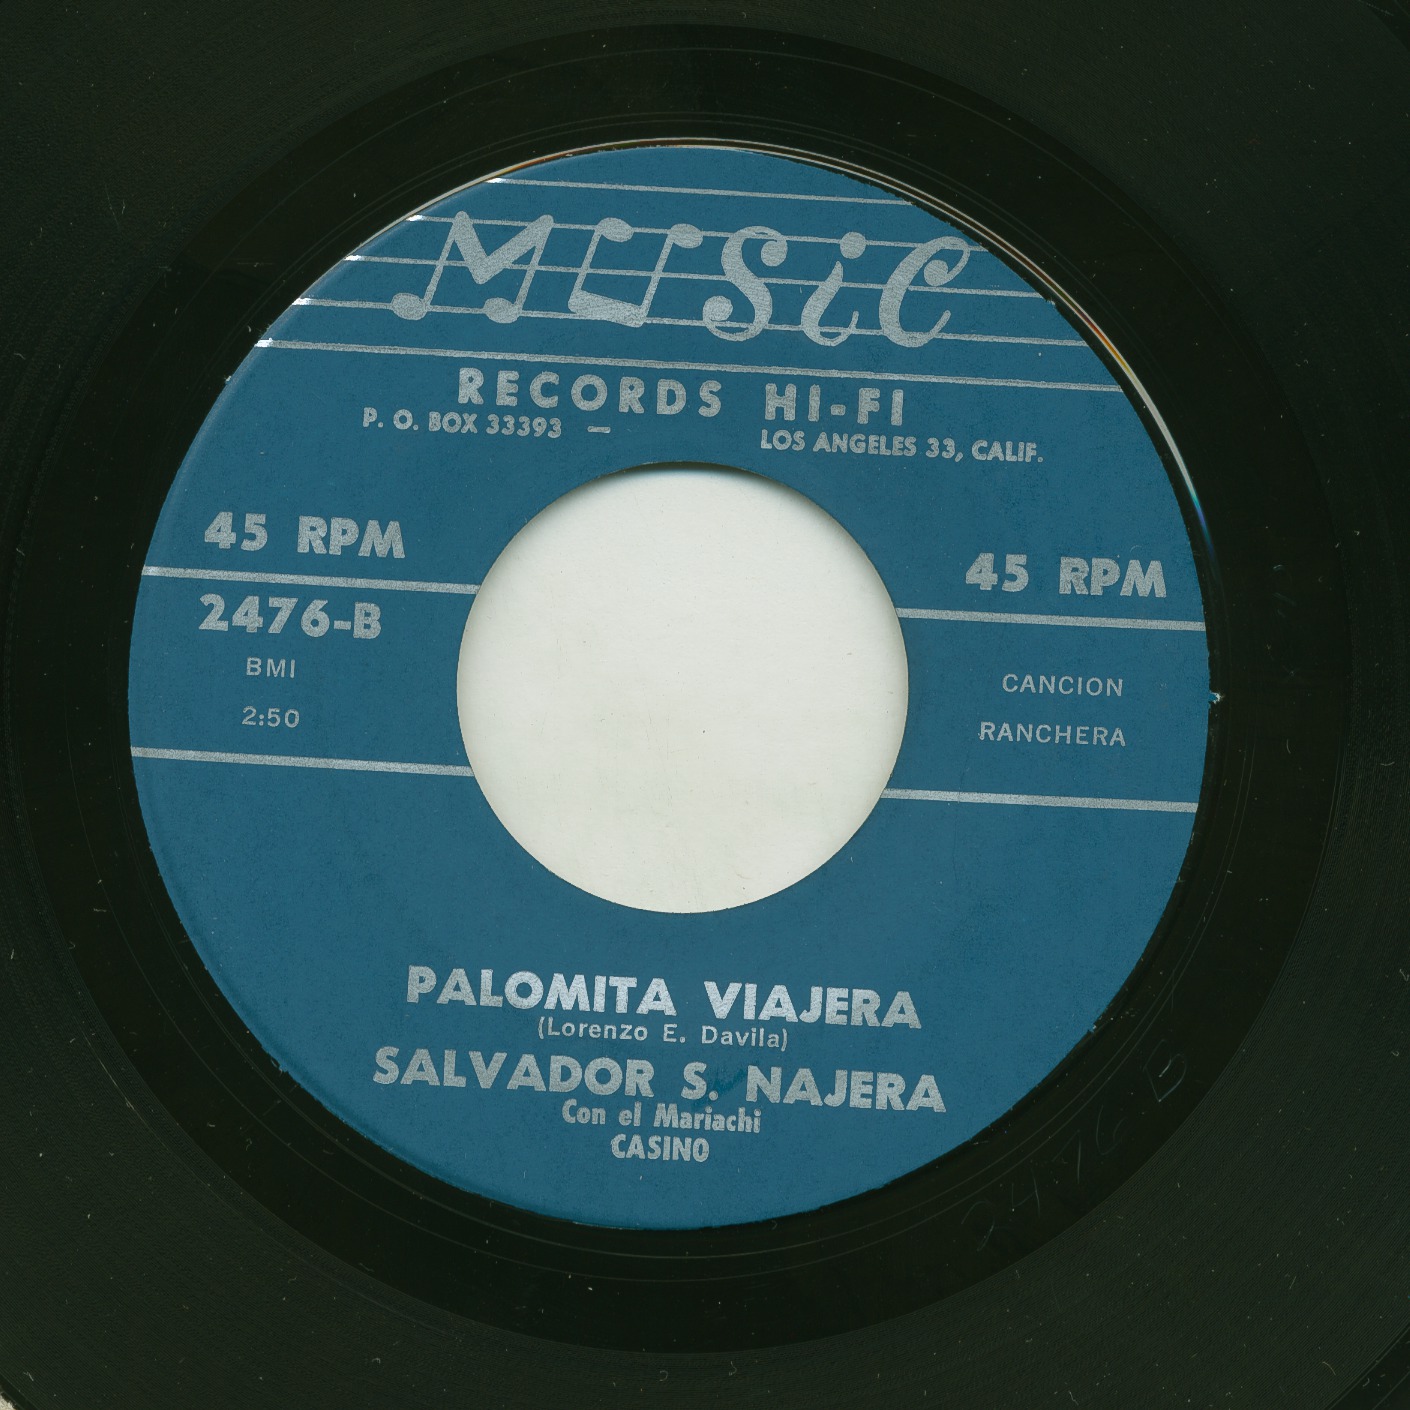 MUSiC
RECORDS HI-FI
P. O. BOX 33393 — LOS ANGELES 33, CALIF.
45 RPM
45 RPM
2476-B
BMI
2:50
CANCION
RANCHERA
PALOMITA VIAJERA
(Lorenzo E. Davila)
SALVADOR S. NAJERA
Con el Mariachi
CASINO
2476 B